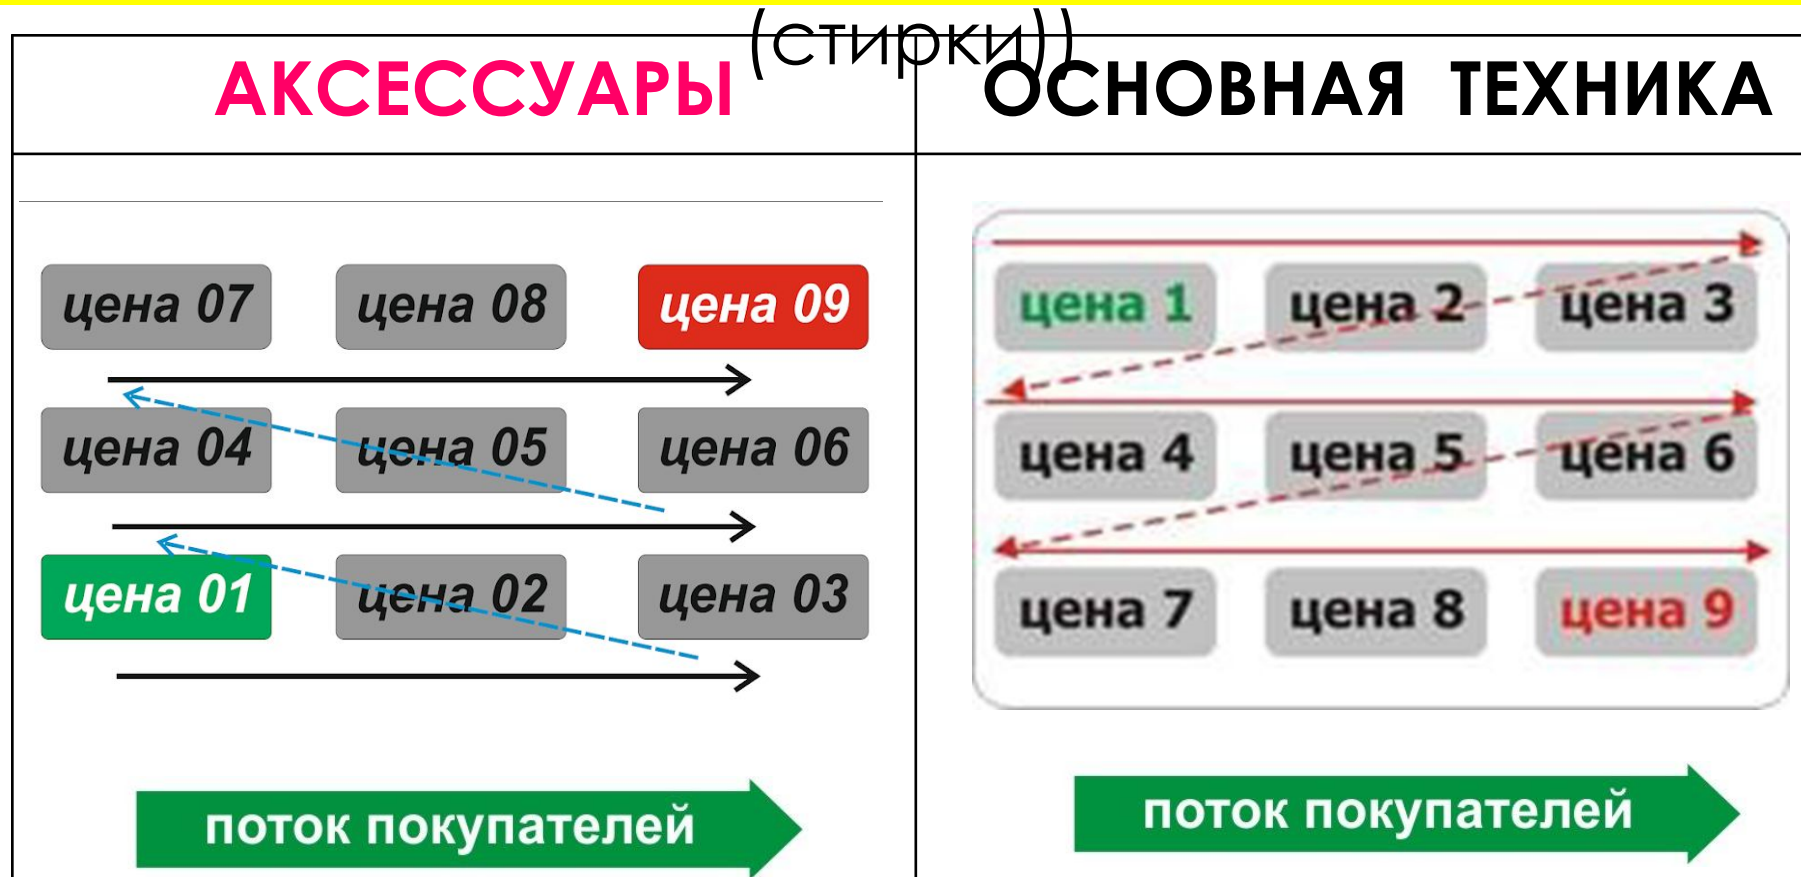 (стирки))
АКСЕССУАРЫ
ОСНОВНАЯ ТЕХНИКА
цена 07 цена 08 цена 09
цена 04 цена 05 цена 06
цена 01 цена 02 цена 03
поток покупателей
цена 1 цена 2 цена 3
цена 4 цена 5 цена 6
цена 7 цена 8 цена 9
поток покупателей